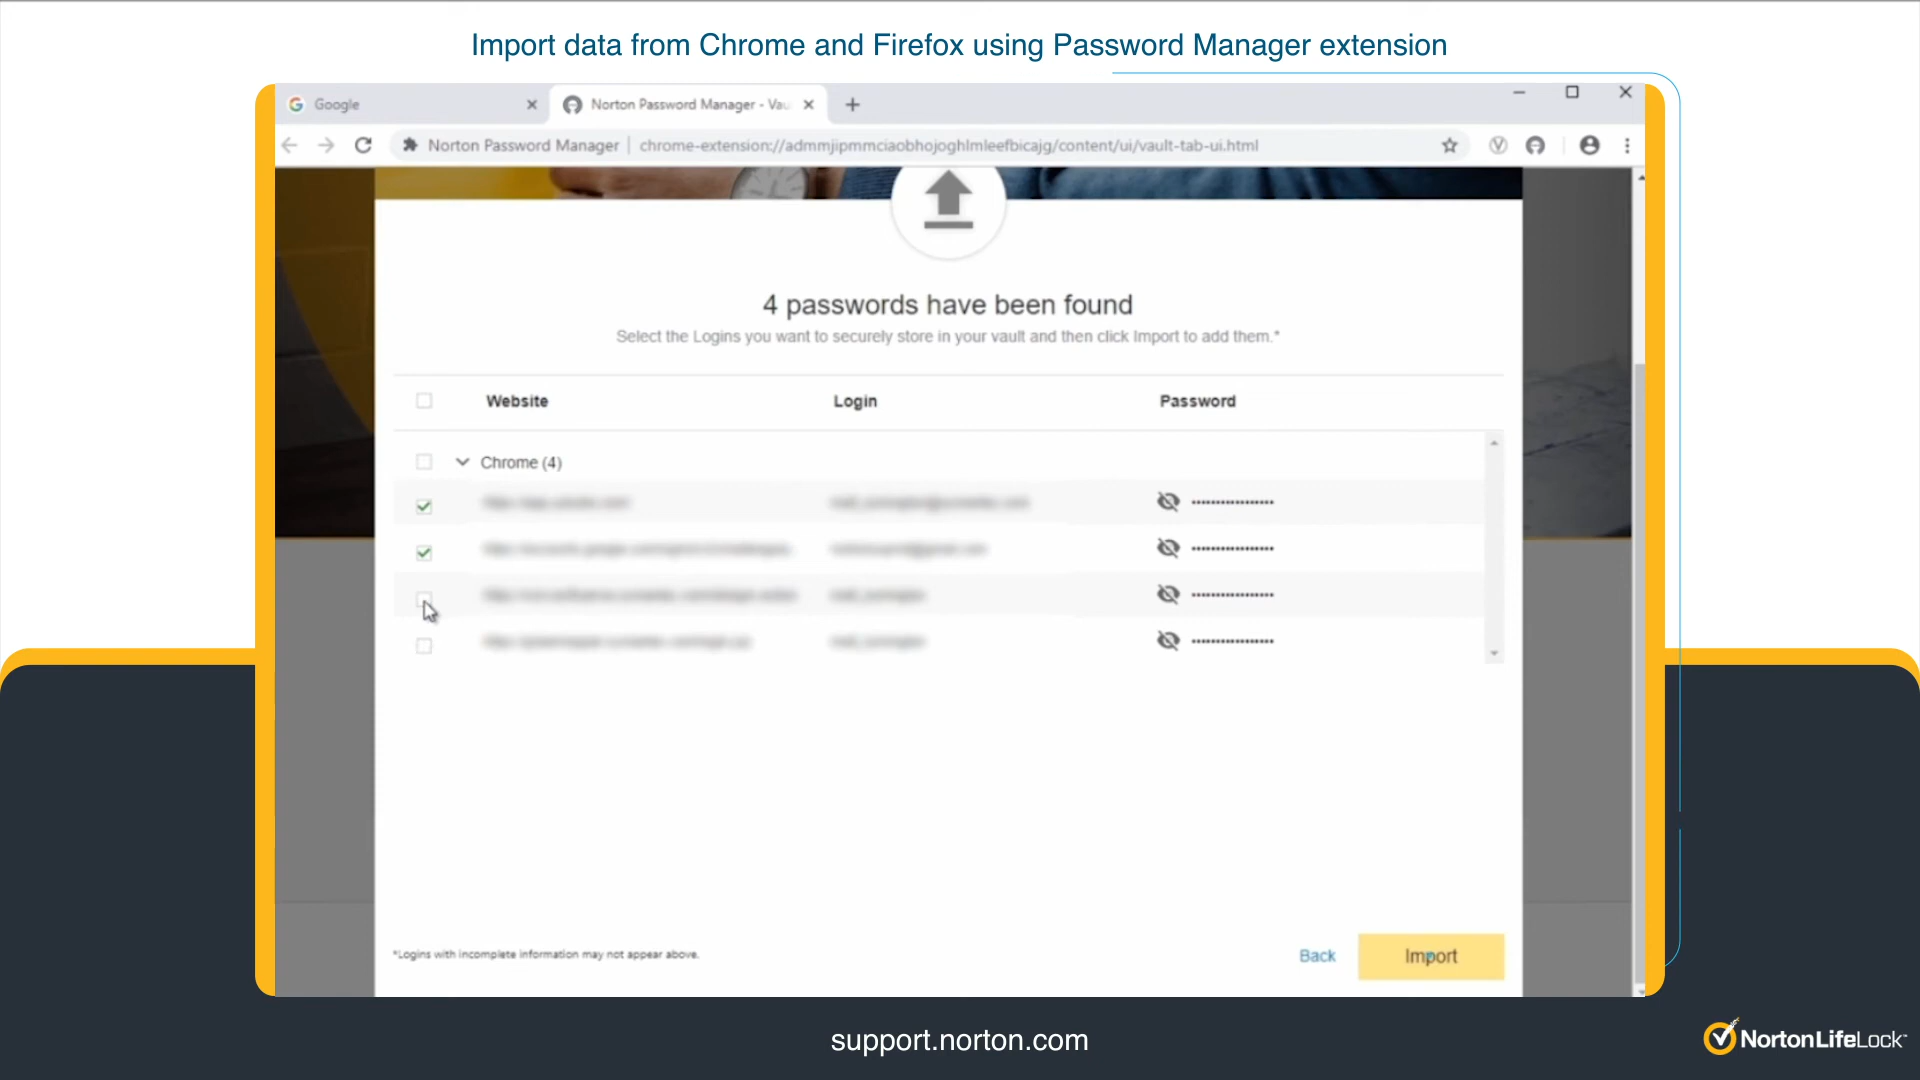 Import data from Chrome and Firefox using Password Manager extension
Google
Norton Password Manager - Vau
Norton Password Manager | chrome-extension://admmjipmmciaobhojoghlmleefbicajg/content/ui/vault-tab-ui.html
4 passwords have been found
Select the Logins you want to securely store in your vault and then click Import to add them.*
Website Login Password
Chrome (4)
*Logins with incomplete information may not appear above.
Back Import
support.norton.com
NortonLifeLock™